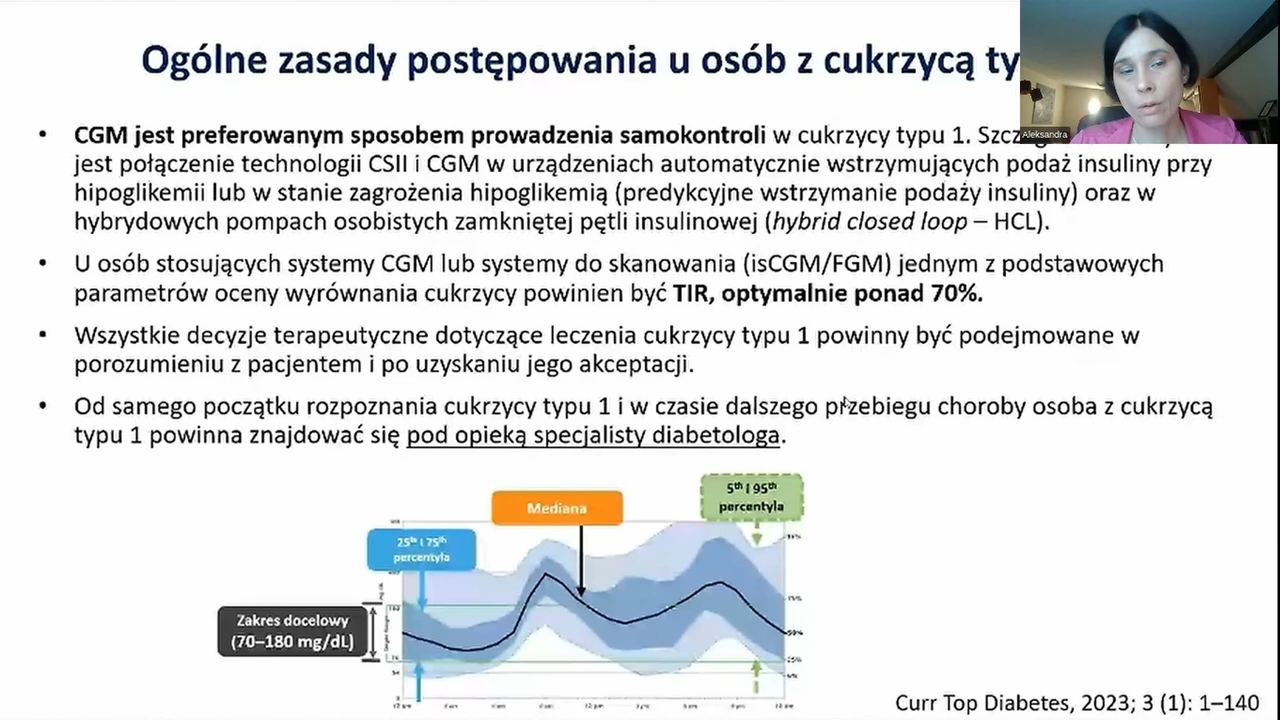 Ogólne zasady postępowania u osób z cukrzycą ty
Aleksandra
• CGM jest preferowanym sposobem prowadzenia samokontroli w cukrzycy typu 1.
jest połączenie technologii CSII i CGM w urządzeniach automatycznie wstrzymujących podaż insuliny przy
hipoglikemii lub w stanie zagrożenia hipoglikemią (predykcyjne wstrzymanie podaży insuliny) oraz w
hybrydowych pompach osobistych zamkniętej pętli insulinowej (hybrid closed loop – HCL).
• U osób stosujących systemy CGM lub systemy do skanowania (isCGM/FGM) jednym z podstawowych
parametrów oceny wyrównania cukrzycy powinien być TIR, optymalnie ponad 70%.
• Wszystkie decyzje terapeutyczne dotyczące leczenia cukrzycy typu 1 powinny być podejmowane w
porozumieniu z pacjentem i po uzyskaniu jego akceptacji.
• Od samego początku rozpoznania cukrzycy typu 1 i w czasie dalszego przebiegu choroby osoba z cukrzycą
typu 1 powinna znajdować się pod opieką specjalisty diabetologa.
5th i 95th
percentyla
Mediana
25th i 75th
percentyla
Zakres docelowy
(70–180 mg/dL)
Curr Top Diabetes, 2023; 3 (1): 1–140